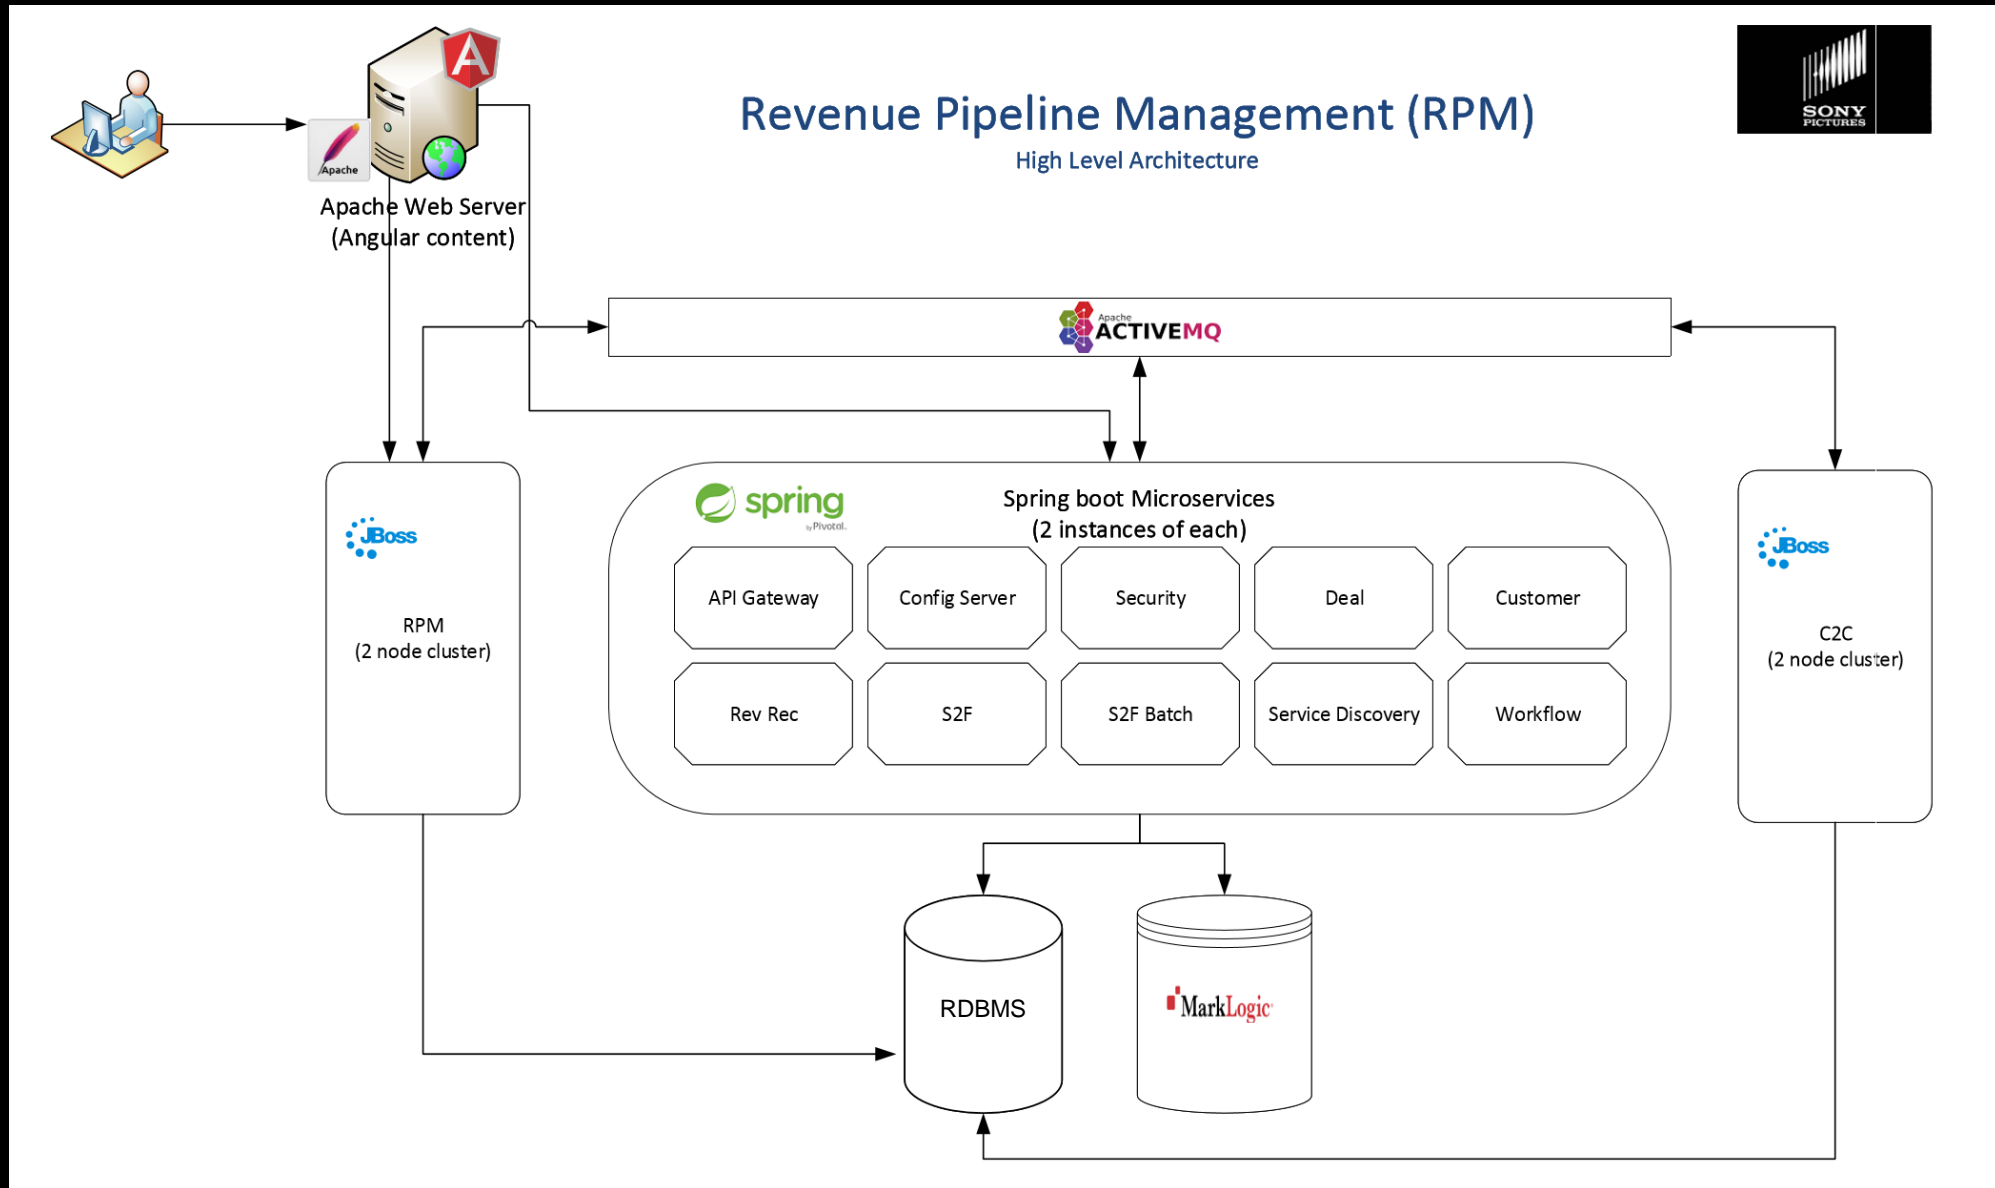 Apache
Apache Web Server
(Angular content)
Revenue Pipeline Management (RPM)
High Level Architecture
SONY
PICTURES
Apache
ACTIVEMQ
JBoss
RPM
(2 node cluster)
spring
by Pivotal.
Spring boot Microservices
(2 instances of each)
API Gateway
Config Server
Security
Deal
Customer
Rev Rec
S2F
S2F Batch
Service Discovery
Workflow
JBoss
C2C
(2 node cluster)
RDBMS
MarkLogic